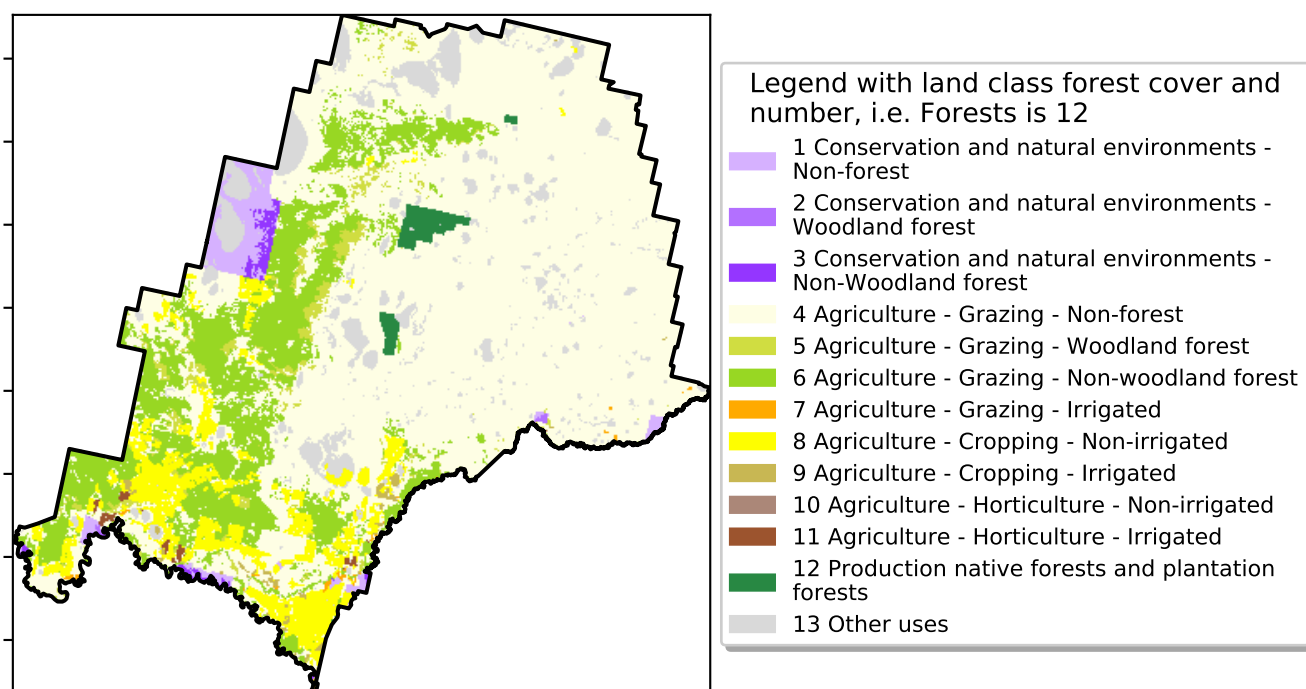 Legend with land class forest cover and
number, i.e. Forests is 12
1 Conservation and natural environments -
Non-forest
2 Conservation and natural environments -
Woodland forest
3 Conservation and natural environments -
Non-Woodland forest
4 Agriculture - Grazing - Non-forest
5 Agriculture - Grazing - Woodland forest
6 Agriculture - Grazing - Non-woodland forest
7 Agriculture - Grazing - Irrigated
8 Agriculture - Cropping - Non-irrigated
9 Agriculture - Cropping - Irrigated
10 Agriculture - Horticulture - Non-irrigated
11 Agriculture - Horticulture - Irrigated
12 Production native forests and plantation
forests
13 Other uses